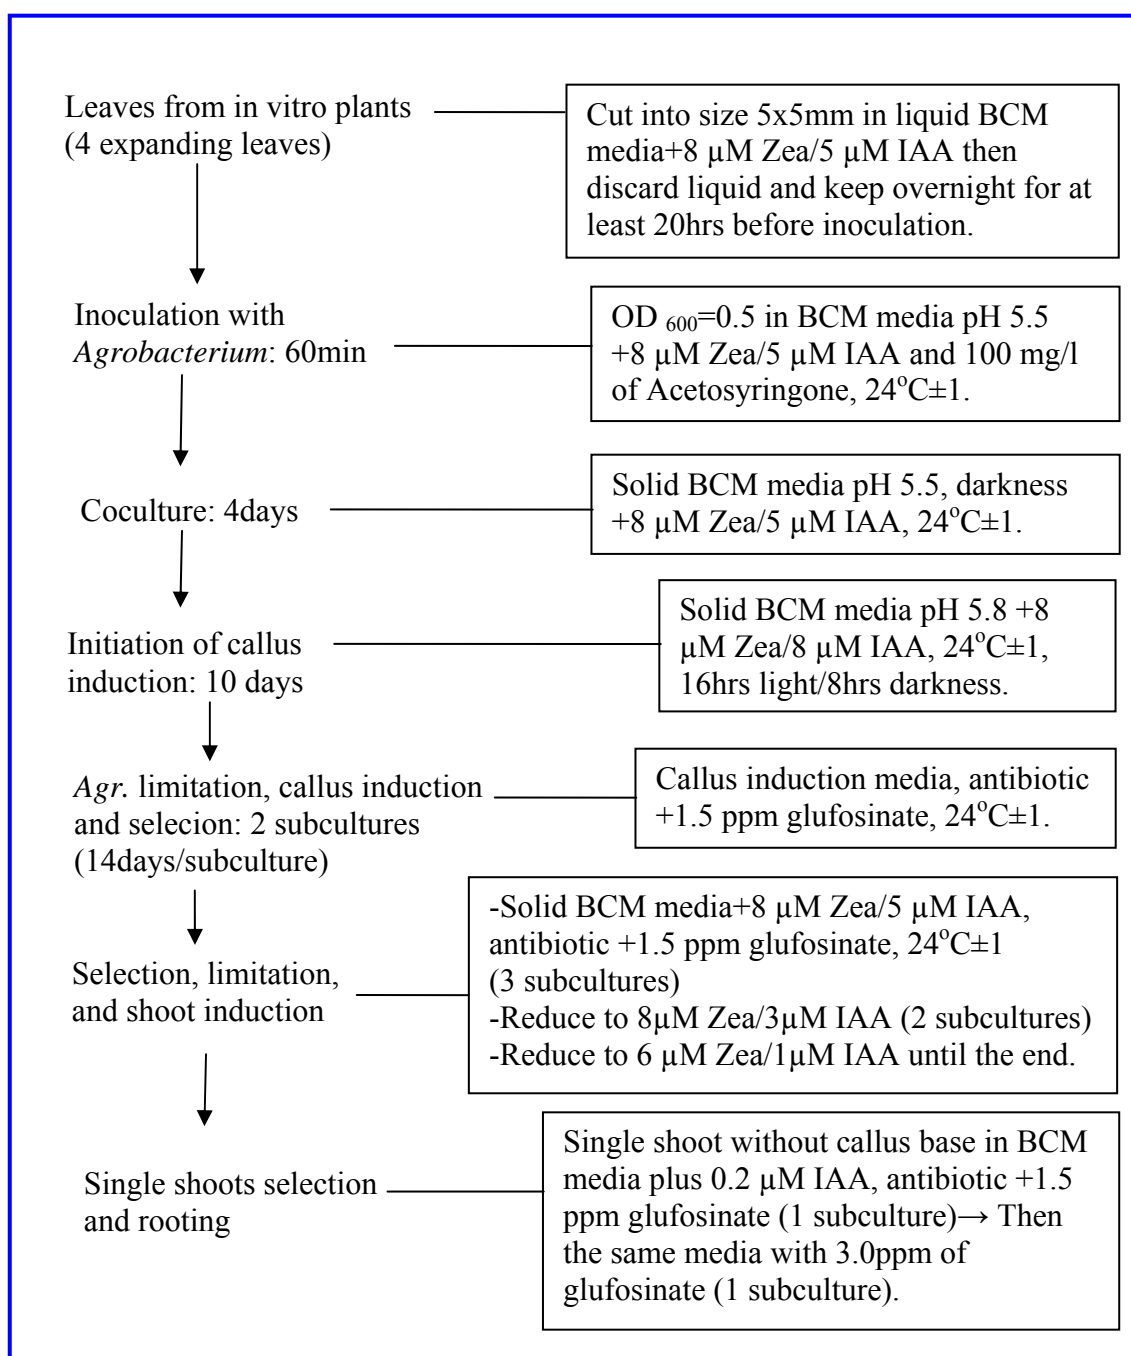 Leaves from in vitro plants
(4 expanding leaves)
Cut into size 5x5mm in liquid BCM
media+8 µM Zea/5 µM IAA then
discard liquid and keep overnight for at
least 20hrs before inoculation.
Inoculation with
Agrobacterium: 60min
OD 600=0.5 in BCM media pH 5.5
+8 µM Zea/5 µM IAA and 100 mg/l
of Acetosyringone, 24°C±1.
Coculture: 4days
Solid BCM media pH 5.5, darkness
+8 µM Zea/5 µM IAA, 24°C±1.
Initiation of callus
induction: 10 days
Solid BCM media pH 5.8 +8
µM Zea/8 µM IAA, 24°C±1,
16hrs light/8hrs darkness.
Agr. limitation, callus induction
and selecion: 2 subcultures
(14days/subculture)
Callus induction media, antibiotic
+1.5 ppm glufosinate, 24°C±1.
Selection, limitation,
and shoot induction
-Solid BCM media+8 µM Zea/5 µM IAA,
antibiotic +1.5 ppm glufosinate, 24°C±1
(3 subcultures)
-Reduce to 8µM Zea/3µM IAA (2 subcultures)
-Reduce to 6 µM Zea/1µM IAA until the end.
Single shoots selection
and rooting
Single shoot without callus base in BCM
media plus 0.2 µM IAA, antibiotic +1.5
ppm glufosinate (1 subculture)→ Then
the same media with 3.0ppm of
glufosinate (1 subculture).